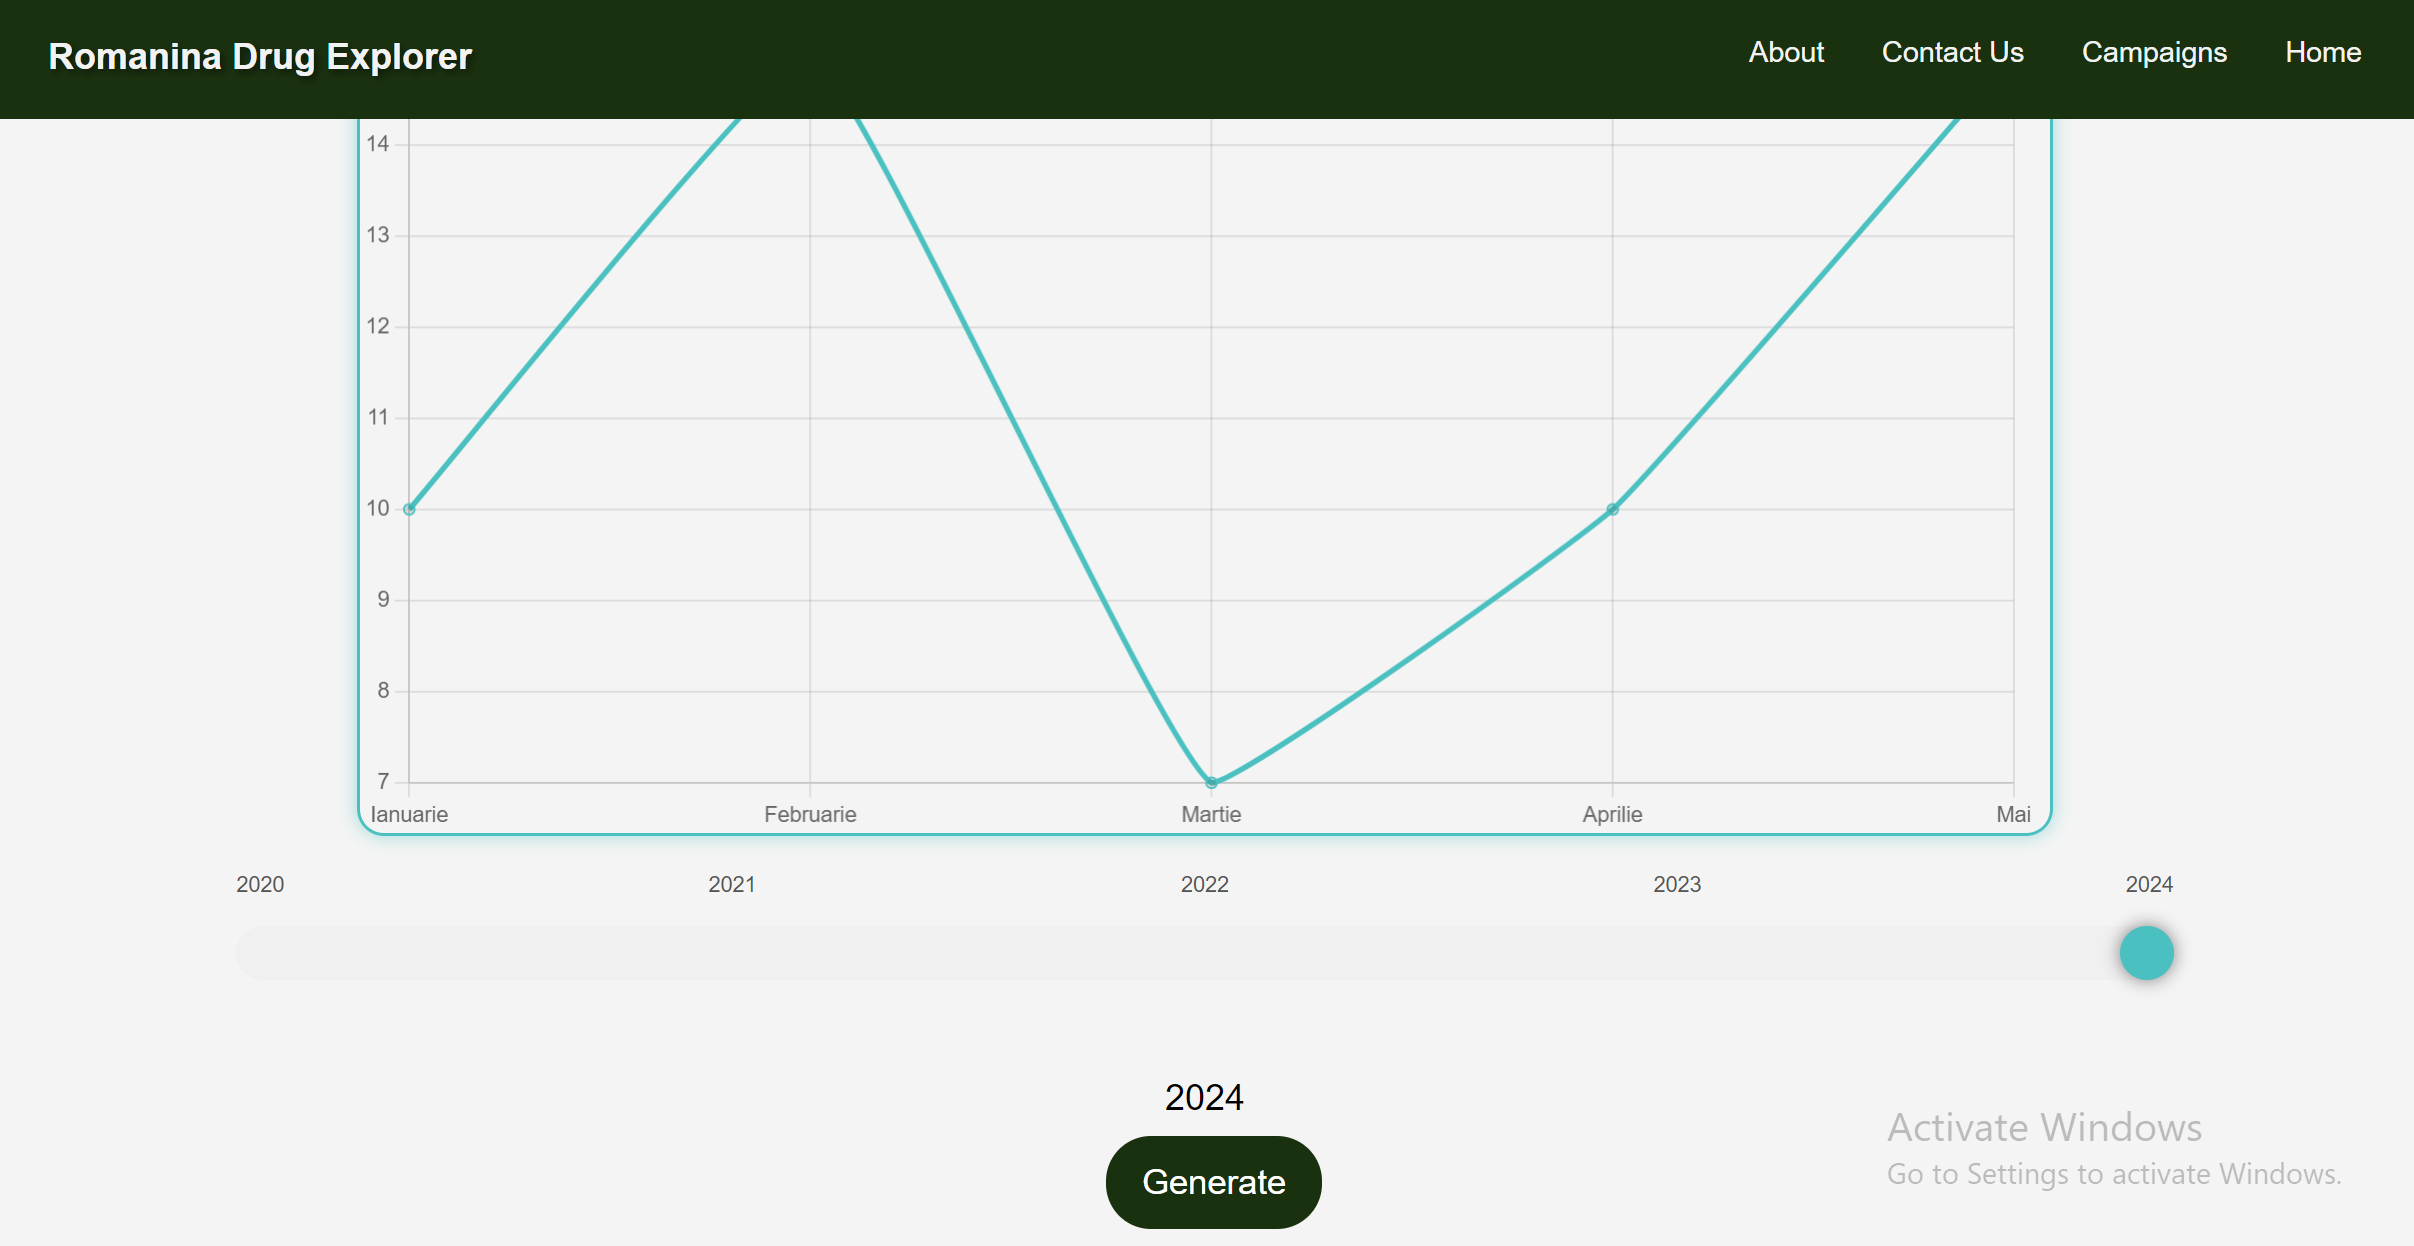 Romanina Drug Explorer
About Contact Us Campaigns Home
14
13
12
11
10
9
8
7
Ianuarie Februarie Martie Aprilie Mai
2020 2021 2022 2023 2024
2024
Generate
Activate Windows
Go to Settings to activate Windows.